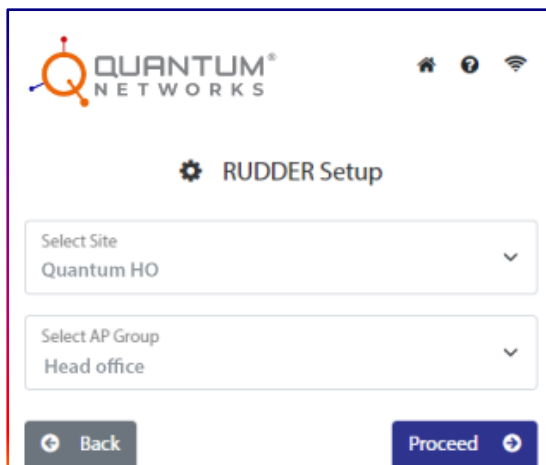 QUANTUM®
NETWORKS
RUDDER Setup
Select Site
Quantum HO
Select AP Group
Head office
Back
Proceed